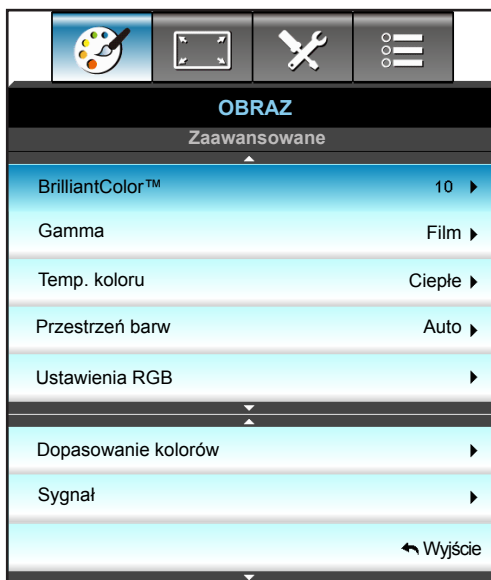 OBRAZ
Zaawansowane
BrilliantColor™ 10
Gamma Film
Temp. koloru Ciepłe
Przestrzeń barw Auto
Ustawienia RGB
Dopasowanie kolorów
Sygnał
Wyjście